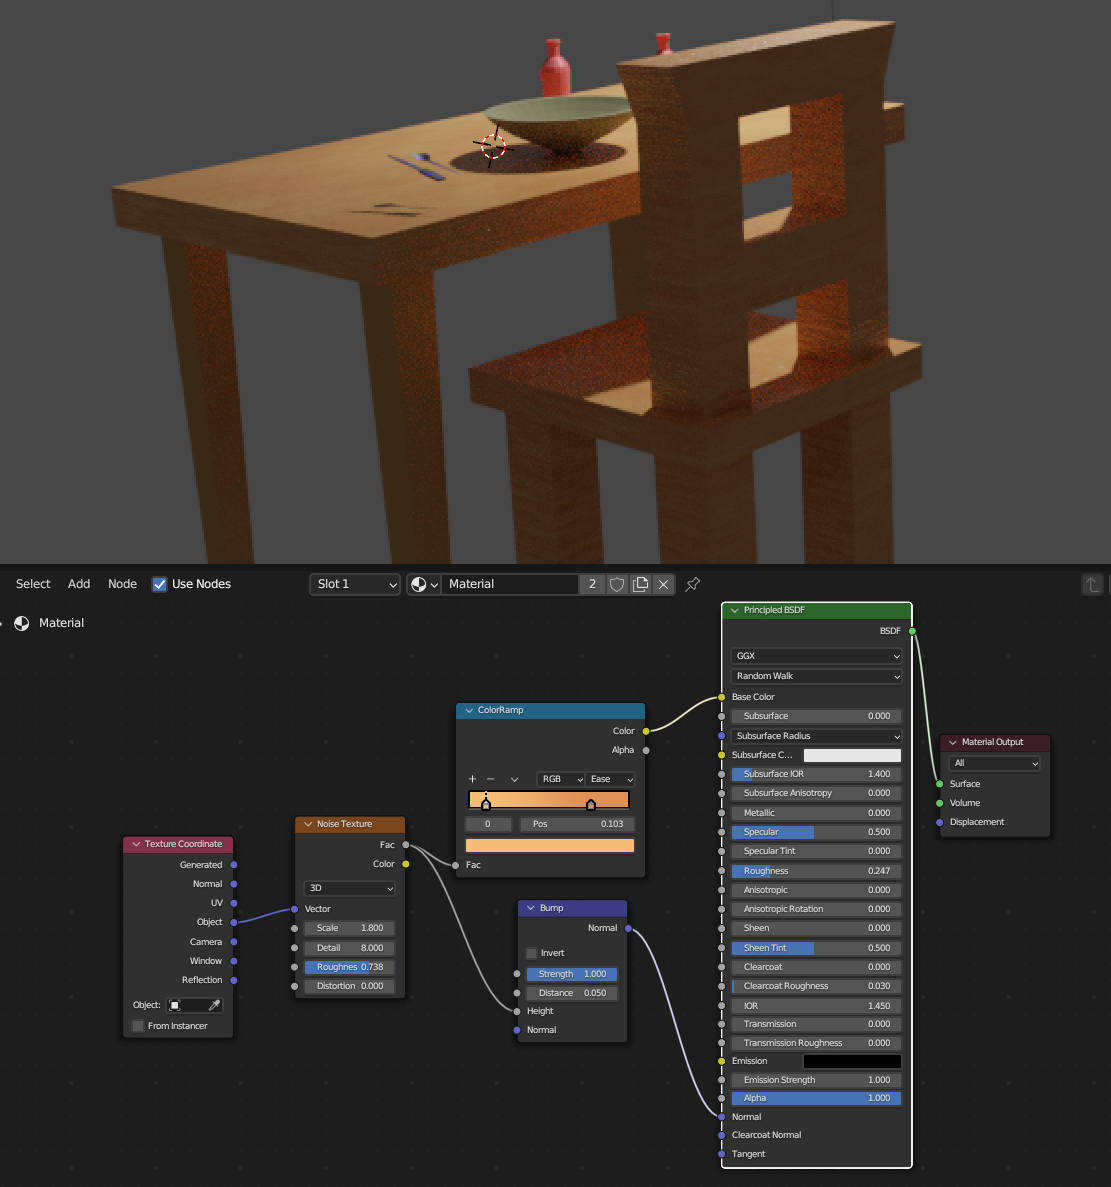 Select Add Node Use Nodes Slot 1 Material 2
Material
Texture Coordinate
Generated
Normal
UV
Object
Camera
Window
Reflection
Object:
From Instancer
Noise Texture
Fac
Color
3D
Vector
Scale 1.800
Detail 8.000
Roughnes 0.738
Distortion 0.000
ColorRamp
Color
Alpha
+ − RGB Ease
0 Pos 0.103
Fac
Bump
Normal
Invert
Strength 1.000
Distance 0.050
Height
Normal
Principled BSDF
BSDF
GGX
Random Walk
Base Color
Subsurface 0.000
Subsurface Radius
Subsurface C...
Subsurface IOR 1.400
Subsurface Anisotropy 0.000
Metallic 0.000
Specular 0.500
Specular Tint 0.000
Roughness 0.247
Anisotropic 0.000
Anisotropic Rotation 0.000
Sheen 0.000
Sheen Tint 0.500
Clearcoat 0.000
Clearcoat Roughness 0.030
IOR 1.450
Transmission 0.000
Transmission Roughness 0.000
Emission
Emission Strength 1.000
Alpha 1.000
Normal
Clearcoat Normal
Tangent
Material Output
All
Surface
Volume
Displacement